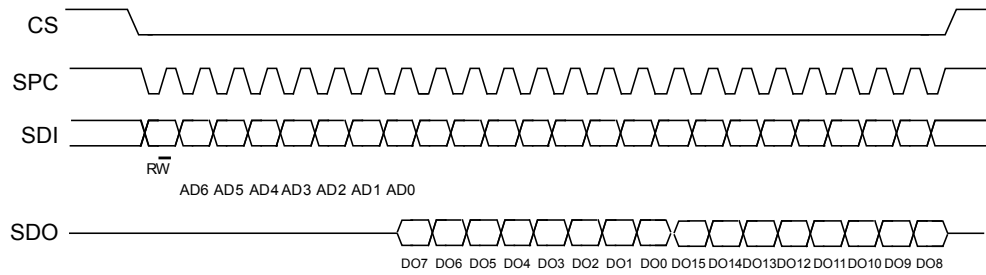 CS
SPC
SDI
RW
AD6 AD5 AD4 AD3 AD2 AD1 AD0
SDO
DO7 DO6 DO5 DO4 DO3 DO2 DO1 DO0 DO15 DO14 DO13 DO12 DO11 DO10 DO9 DO8